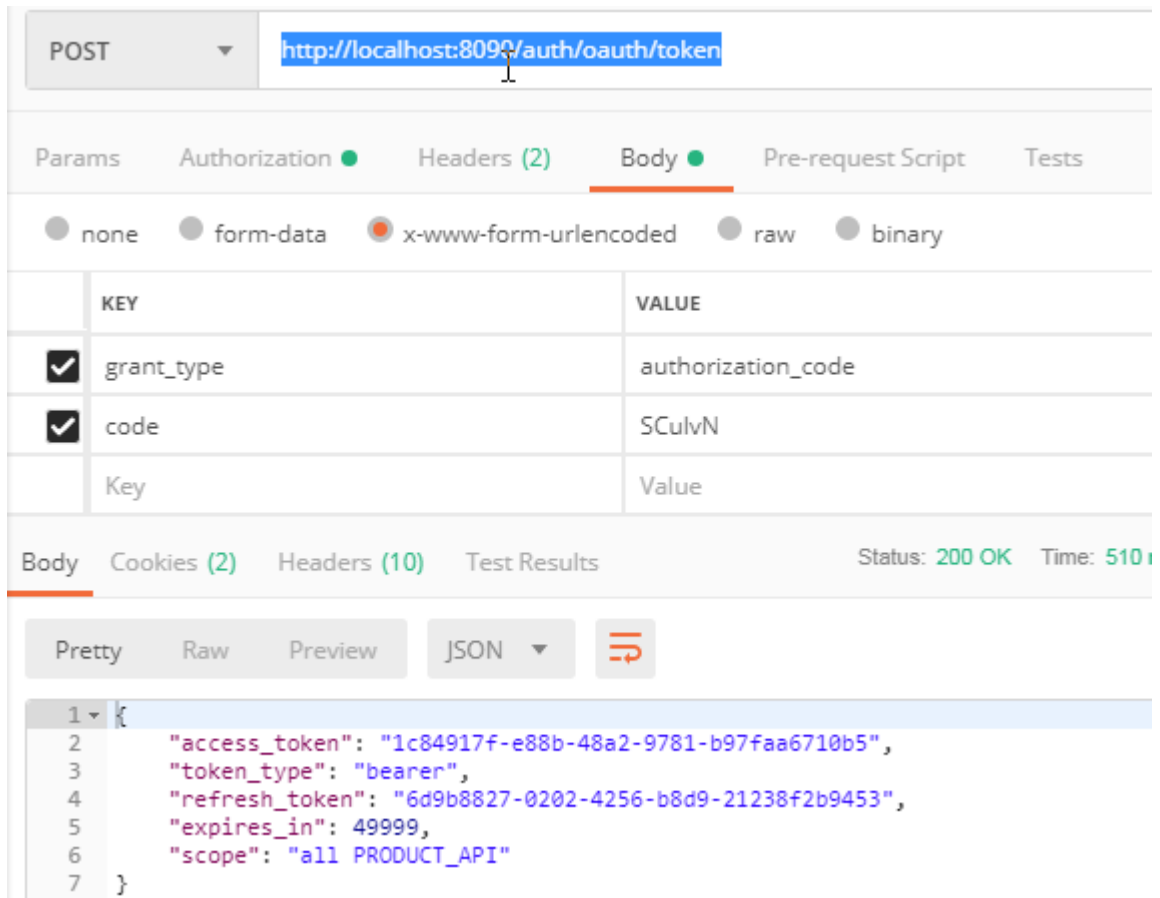 POST http://localhost:8090/auth/oauth/token
Params Authorization Headers (2) Body Pre-request Script Tests
none form-data x-www-form-urlencoded raw binary
KEY VALUE
grant_type authorization_code
code SCulvN
Key Value
Body Cookies (2) Headers (10) Test Results Status: 200 OK Time: 510
Pretty Raw Preview JSON
1 {
2 "access_token": "1c84917f-e88b-48a2-9781-b97faa6710b5",
3 "token_type": "bearer",
4 "refresh_token": "6d9b8827-0202-4256-b8d9-21238f2b9453",
5 "expires_in": 49999,
6 "scope": "all PRODUCT_API"
7 }